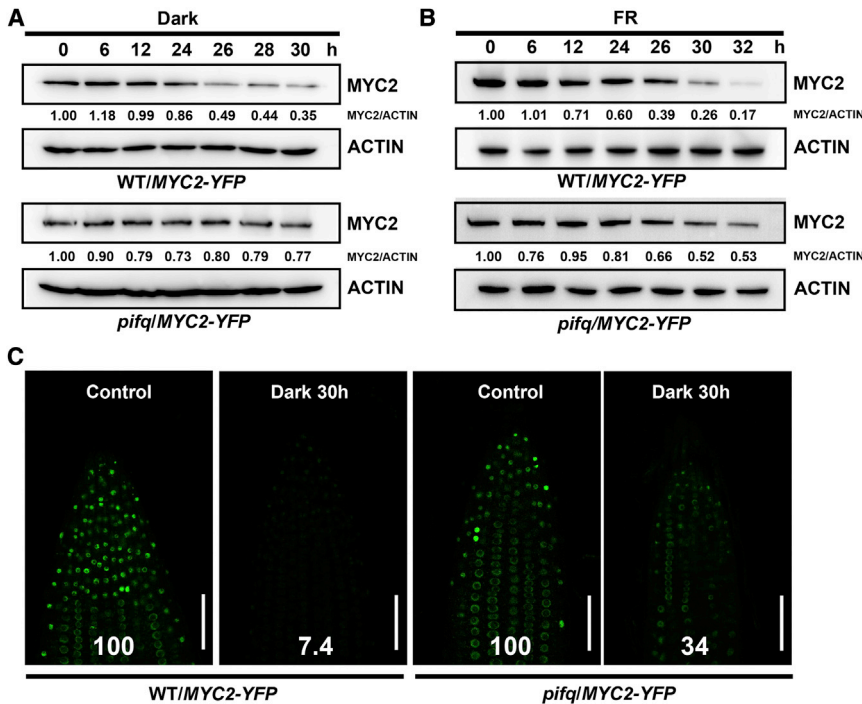 A
Dark
0 6 12 24 26 28 30 h
MYC2
1.00 1.18 0.99 0.86 0.49 0.44 0.35 MYC2/ACTIN
ACTIN
WT/MYC2-YFP
MYC2
1.00 0.90 0.79 0.73 0.80 0.79 0.77 MYC2/ACTIN
ACTIN
pifq/MYC2-YFP
B
FR
0 6 12 24 26 30 32 h
MYC2
1.00 1.01 0.71 0.60 0.39 0.26 0.17 MYC2/ACTIN
ACTIN
WT/MYC2-YFP
MYC2
1.00 0.76 0.95 0.81 0.66 0.52 0.53 MYC2/ACTIN
ACTIN
pifq/MYC2-YFP
C
Control Dark 30h Control Dark 30h
100 7.4 100 34
WT/MYC2-YFP pifq/MYC2-YFP